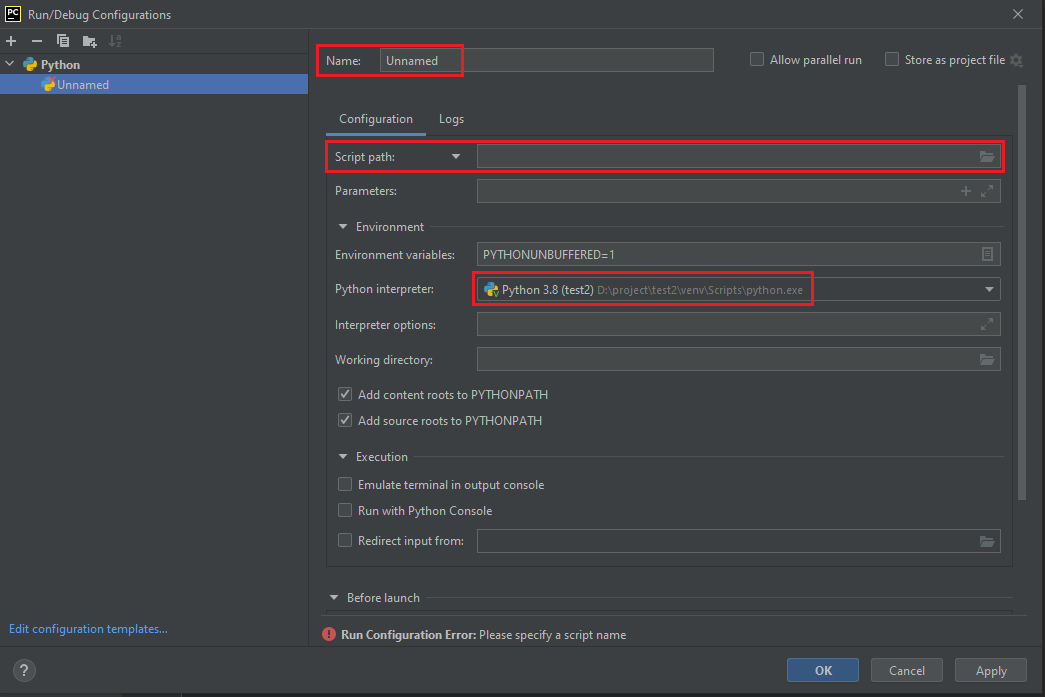 PC Run/Debug Configurations
Python
Unnamed
Name: Unnamed
Allow parallel run
Store as project file
Configuration Logs
Script path:
Parameters:
Environment
Environment variables: PYTHONUNBUFFERED=1
Python interpreter: Python 3.8 (test2) D:\project\test2\venv\Scripts\python.exe
Interpreter options:
Working directory:
Add content roots to PYTHONPATH
Add source roots to PYTHONPATH
Execution
Emulate terminal in output console
Run with Python Console
Redirect input from:
Before launch
Edit configuration templates...
Run Configuration Error: Please specify a script name
? OK Cancel Apply